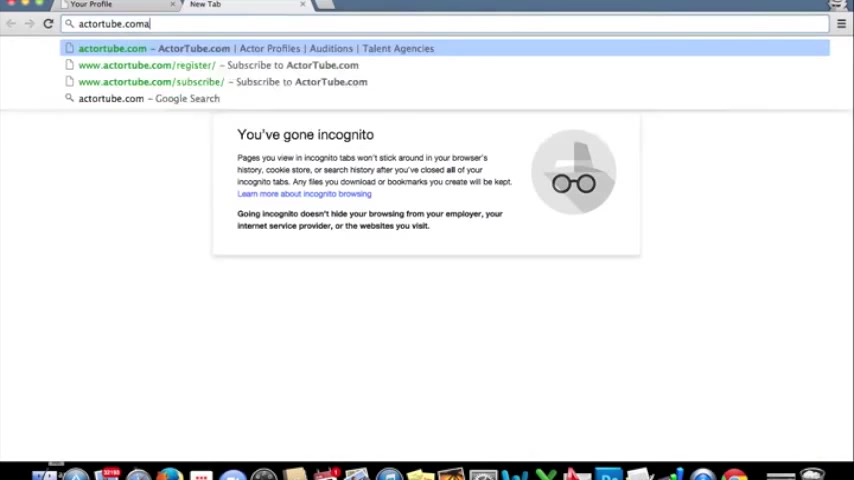 Your Profile
New Tab
actortube.coma
actortube.com – ActorTube.com | Actor Profiles | Auditions | Talent Agencies
www.actortube.com/register/ – Subscribe to ActorTube.com
www.actortube.com/subscribe/ – Subscribe to ActorTube.com
actortube.com – Google Search
You've gone incognito
Pages you view in incognito tabs won't stick around in your browser's
history, cookie store, or search history after you've closed all of your
incognito tabs. Any files you download or bookmarks you create will be kept.
Learn more about incognito browsing
Going incognito doesn't hide your browsing from your employer, your
internet service provider, or the websites you visit.